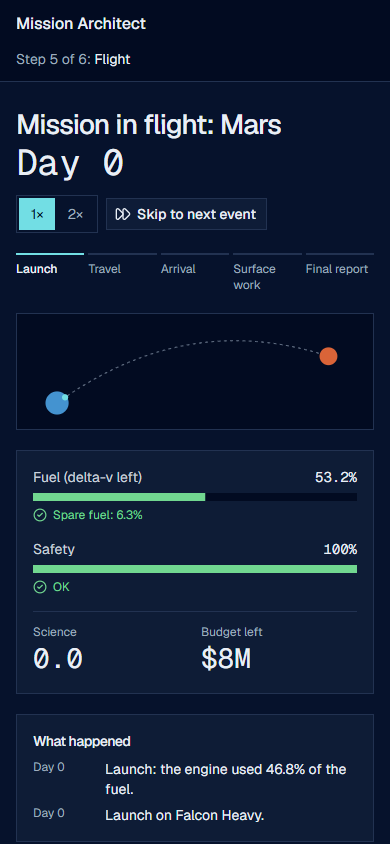 Mission Architect
Step 5 of 6: Flight
Mission in flight: Mars
Day 0
1×
2×
Skip to next event
Launch
Travel
Arrival
Surface work
Final report
Fuel (delta-v left)
53.2%
Spare fuel: 6.3%
Safety
100%
OK
Science
Budget left
0.0
$8M
What happened
Day 0
Launch: the engine used 46.8% of the
fuel.
Day 0
Launch on Falcon Heavy.